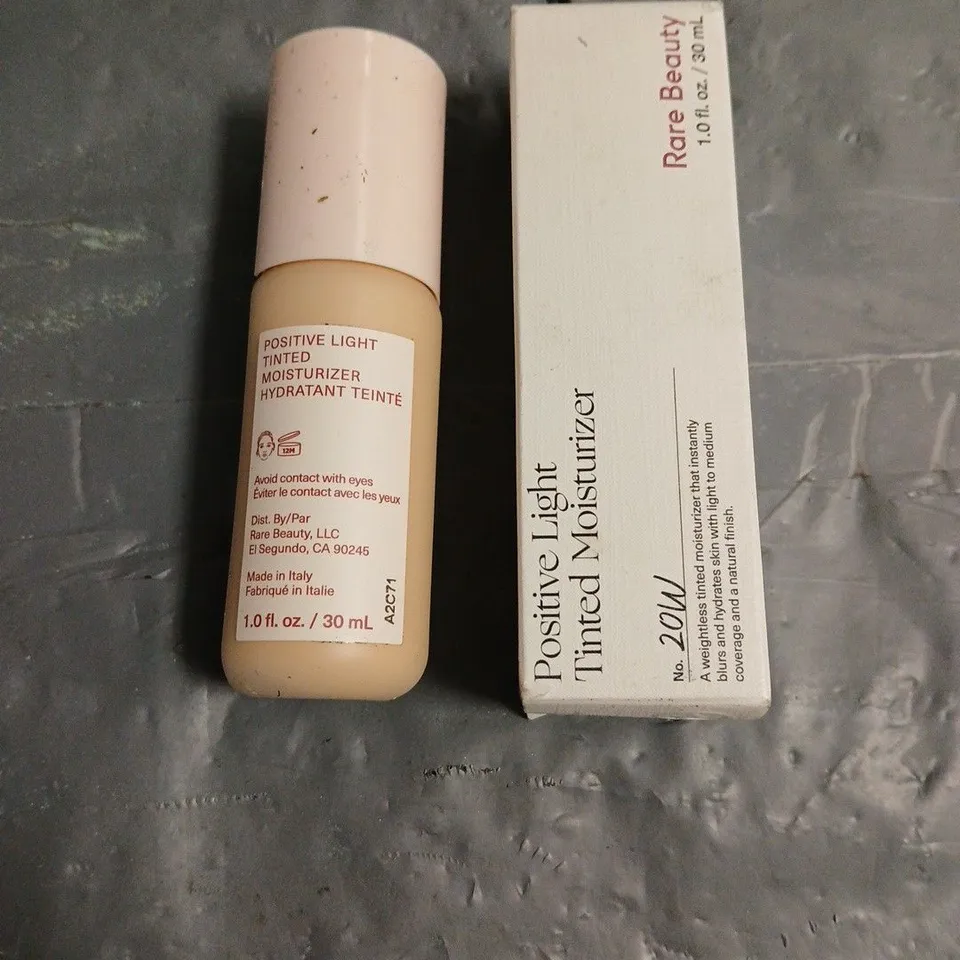 POSITIVE LIGHT
TINTED
MOISTURIZER
HYDRATANT TEINTÉ
12M
Avoid contact with eyes
Éviter le contact avec les yeux
Dist. By/Par
Rare Beauty, LLC
El Segundo, CA 90245
Made in Italy
Fabriqué in Italie
1.0 fl. oz. / 30 mL
A2C71
Rare Beauty
1.0 fl. oz. / 30 mL
Positive Light
Tinted Moisturizer
No. 20W
A weightless tinted moisturizer that instantly
blurs and hydrates skin with light to medium
coverage and a natural finish.